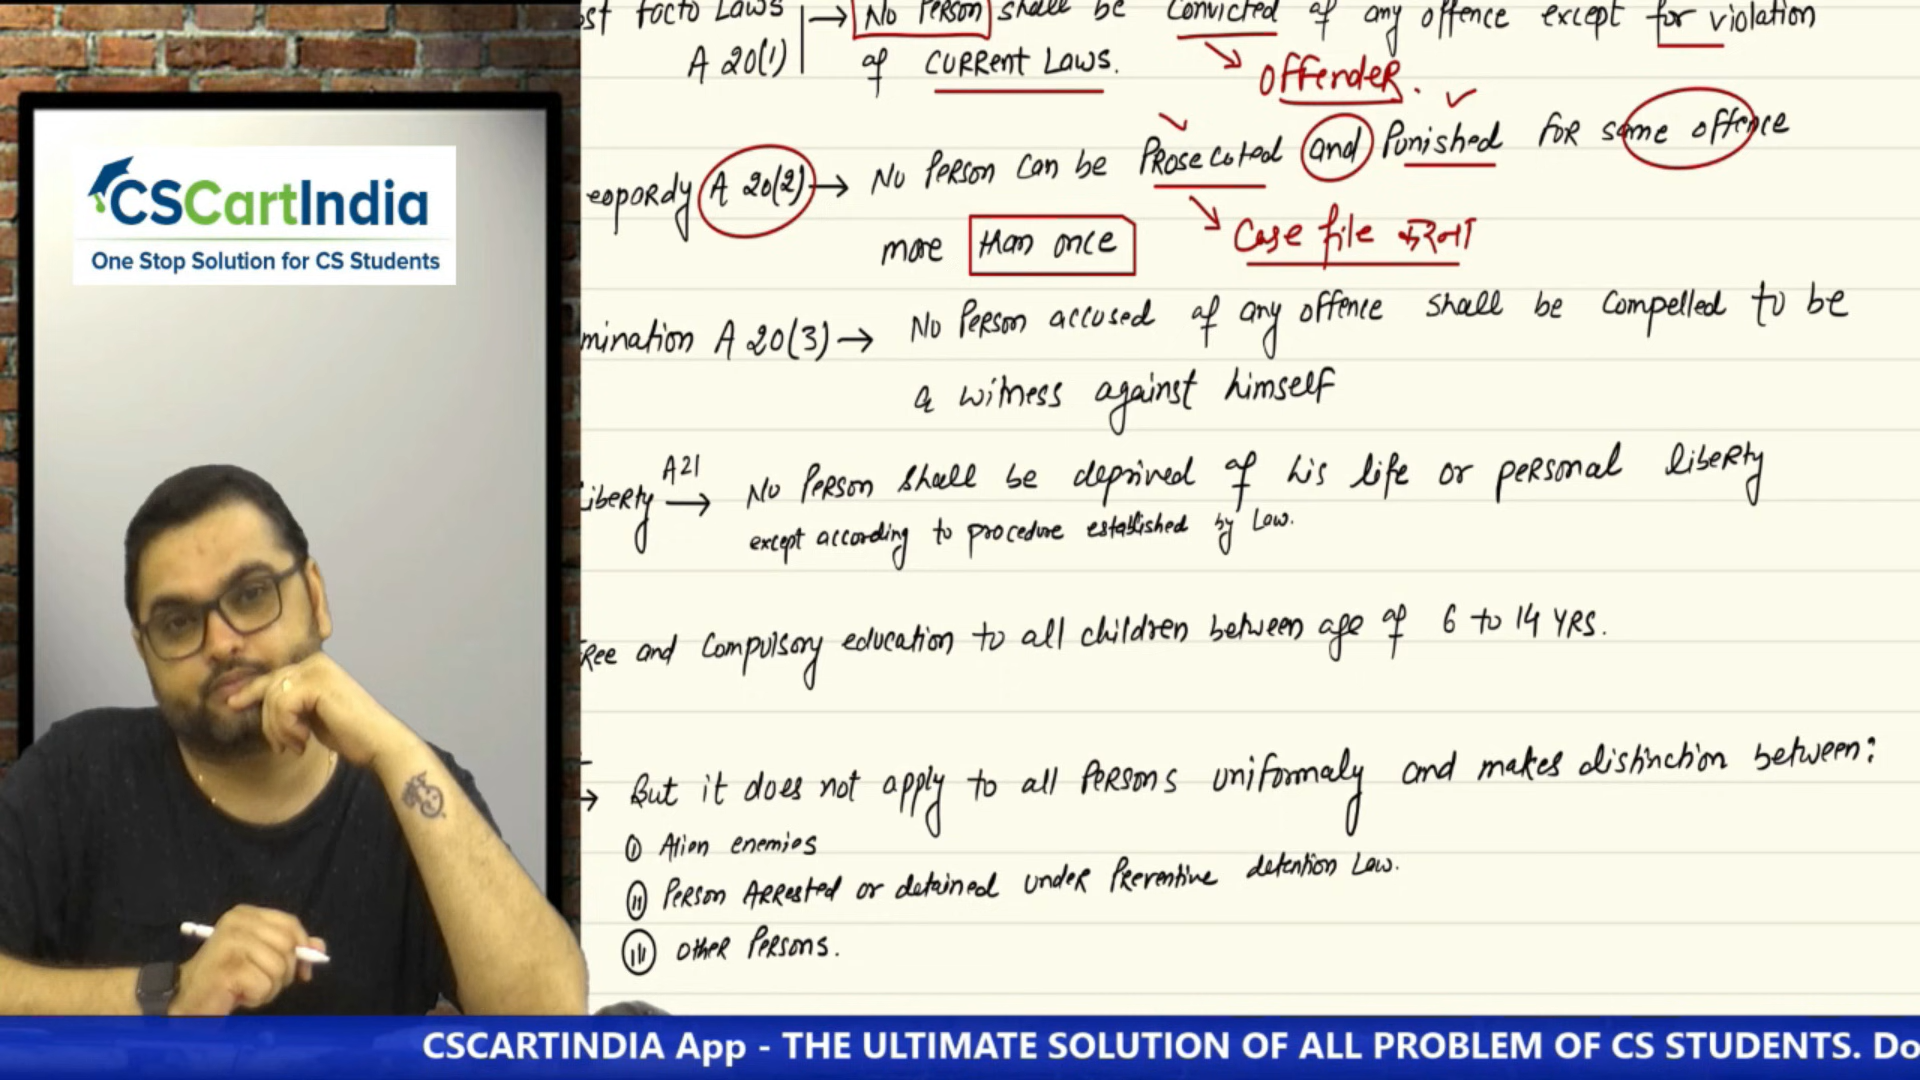 CSCartIndia
One Stop Solution for CS Students
st facto Laws → No Person shall be convicted of any offence except for violation
A 20(1) of CURRENT LAWS.
offender.
eopardy A 20(2) → No Person can be Prosecuted and Punished for same offence
more than once
Case file करना
mination A 20(3) → No Person accused of any offence shall be compelled to be
a witness against himself
Liberty A21 → No Person shall be deprived of his life or personal liberty
except according to procedure established by Law.
Free and Compulsory education to all children between age of 6 to 14 YRS.
→ But it does not apply to all Persons uniformaly and makes distinction between:
(i) Alien enemies
(ii) Person Arrested or detained under Preventive detention Law.
(iii) Other Persons.
CSCARTINDIA App - THE ULTIMATE SOLUTION OF ALL PROBLEM OF CS STUDENTS. Do